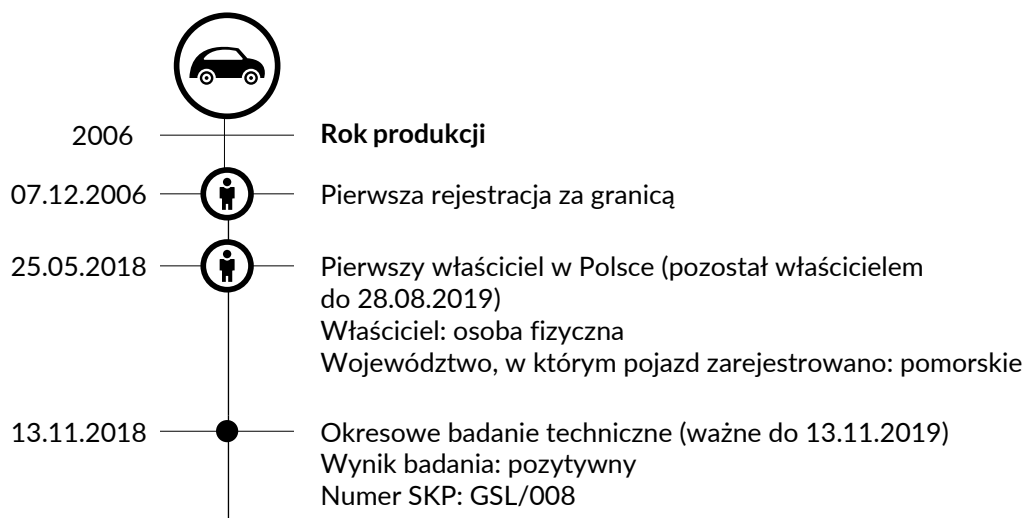 2006 Rok produkcji
07.12.2006 Pierwsza rejestracja za granicą
25.05.2018 Pierwszy właściciel w Polsce (pozostał właścicielem
do 28.08.2019)
Właściciel: osoba fizyczna
Województwo, w którym pojazd zarejestrowano: pomorskie
13.11.2018 Okresowe badanie techniczne (ważne do 13.11.2019)
Wynik badania: pozytywny
Numer SKP: GSL/008